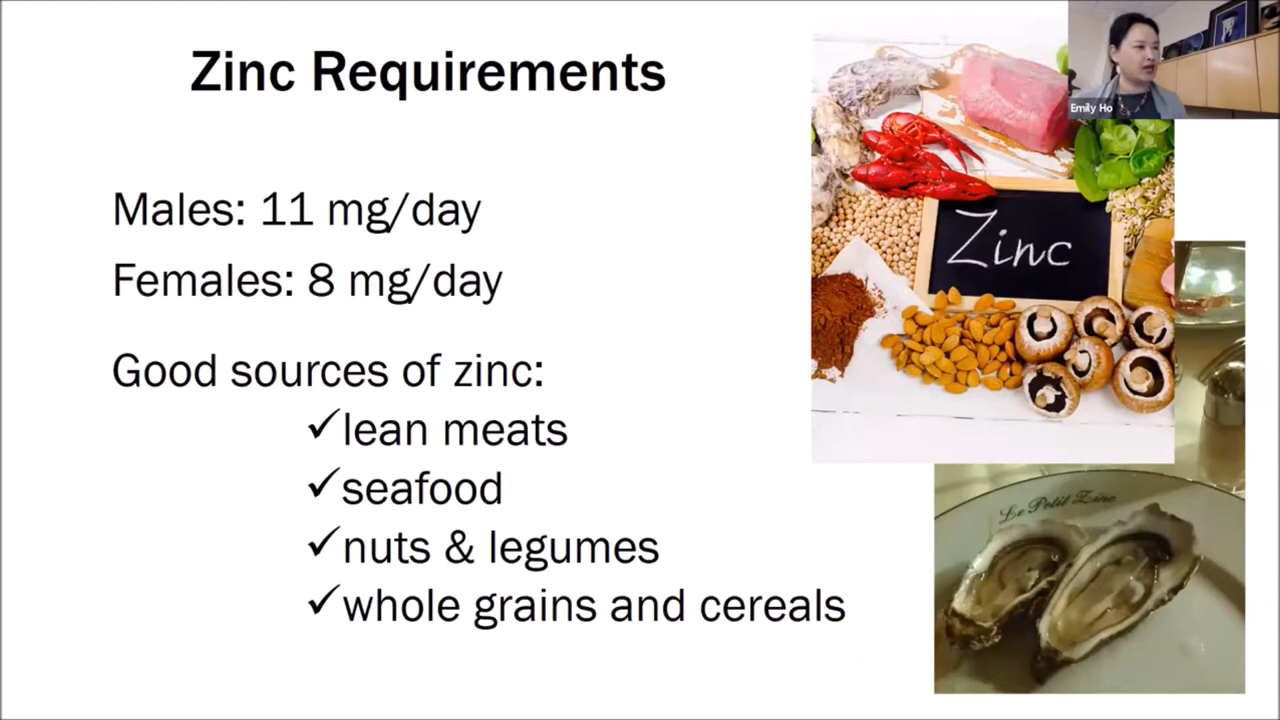 Zinc Requirements
Emily Ho
Males: 11 mg/day
Females: 8 mg/day
Zinc
Good sources of zinc:
✓lean meats
✓seafood
✓nuts & legumes
✓whole grains and cereals
Le Petit Zinc